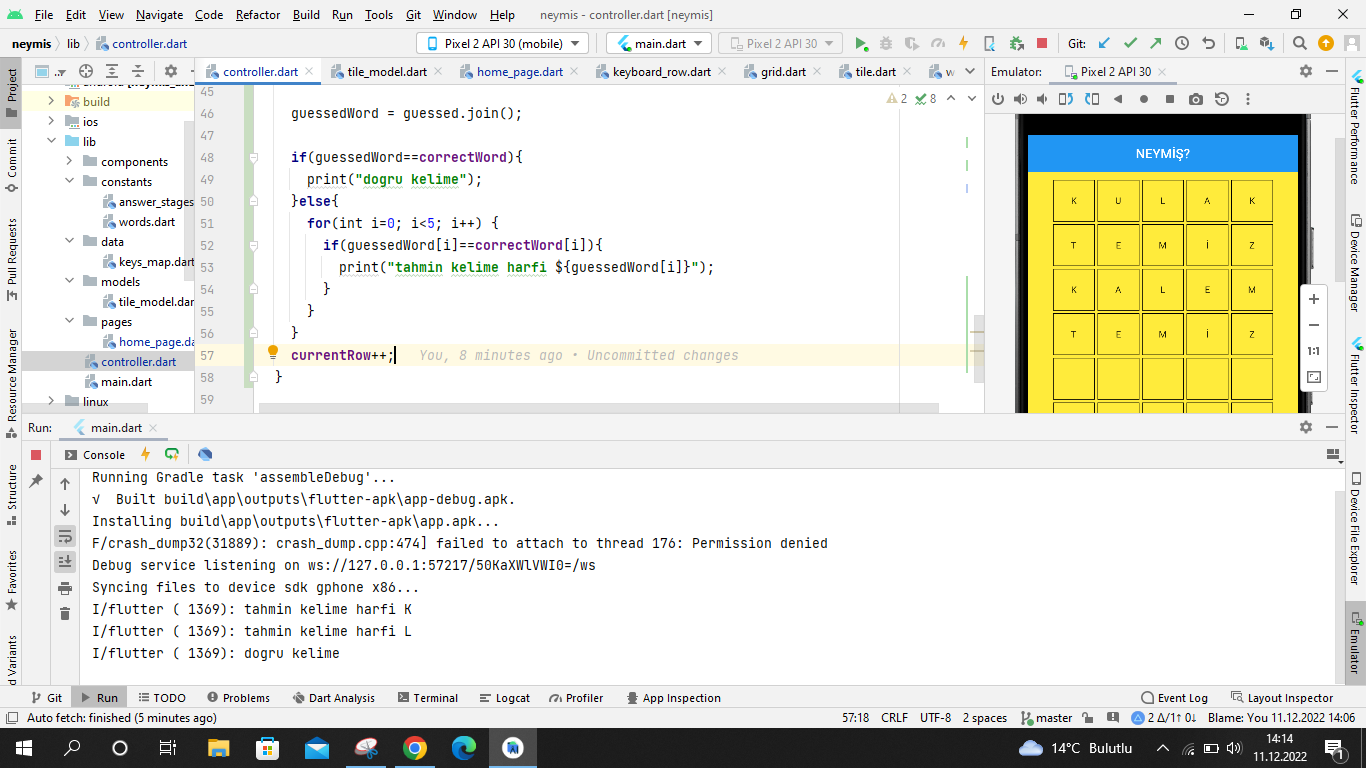 File Edit View Navigate Code Refactor Build Run Tools Git Window Help neymis - controller.dart [neymis]
neymis lib controller.dart Pixel 2 API 30 (mobile) main.dart Pixel 2 API 30 Git:
controller.dart tile_model.dart home_page.dart keyboard_row.dart grid.dart tile.dart w Emulator: Pixel 2 API 30
Project
Commit
Pull Requests
Resource Manager
Structure
Favorites
d Variants
build
ios
lib
components
constants
answer_stages
words.dart
data
keys_map.dart
models
tile_model.dar
pages
home_page.da
controller.dart
main.dart
linux
2 8
45
46 guessedWord = guessed.join();
47
48 if(guessedWord==correctWord){
49 print("dogru kelime");
50 }else{
51 for(int i=0; i<5; i++) {
52 if(guessedWord[i]==correctWord[i]){
53 print("tahmin kelime harfi ${guessedWord[i]}");
54 }
55 }
56 }
57 currentRow++; You, 8 minutes ago • Uncommitted changes
58 }
59
NEYMİŞ?
K U L A K
T E M İ Z
K A L E M
T E M İ Z
1:1
Flutter Performance
Device Manager
Flutter Inspector
Device File Explorer
Emulator
Run: main.dart
Console
Running Gradle task 'assembleDebug'...
√ Built build\app\outputs\flutter-apk\app-debug.apk.
Installing build\app\outputs\flutter-apk\app.apk...
F/crash_dump32(31889): crash_dump.cpp:474] failed to attach to thread 176: Permission denied
Debug service listening on ws://127.0.0.1:57217/50KaXWlVWI0=/ws
Syncing files to device sdk gphone x86...
I/flutter ( 1369): tahmin kelime harfi K
I/flutter ( 1369): tahmin kelime harfi L
I/flutter ( 1369): dogru kelime
Git Run TODO Problems Dart Analysis Terminal Logcat Profiler App Inspection Event Log Layout Inspector
Auto fetch: finished (5 minutes ago) 57:18 CRLF UTF-8 2 spaces master 2 Δ/1↑ 0↓ Blame: You 11.12.2022 14:06
14°C Bulutlu 14:14
11.12.2022 1